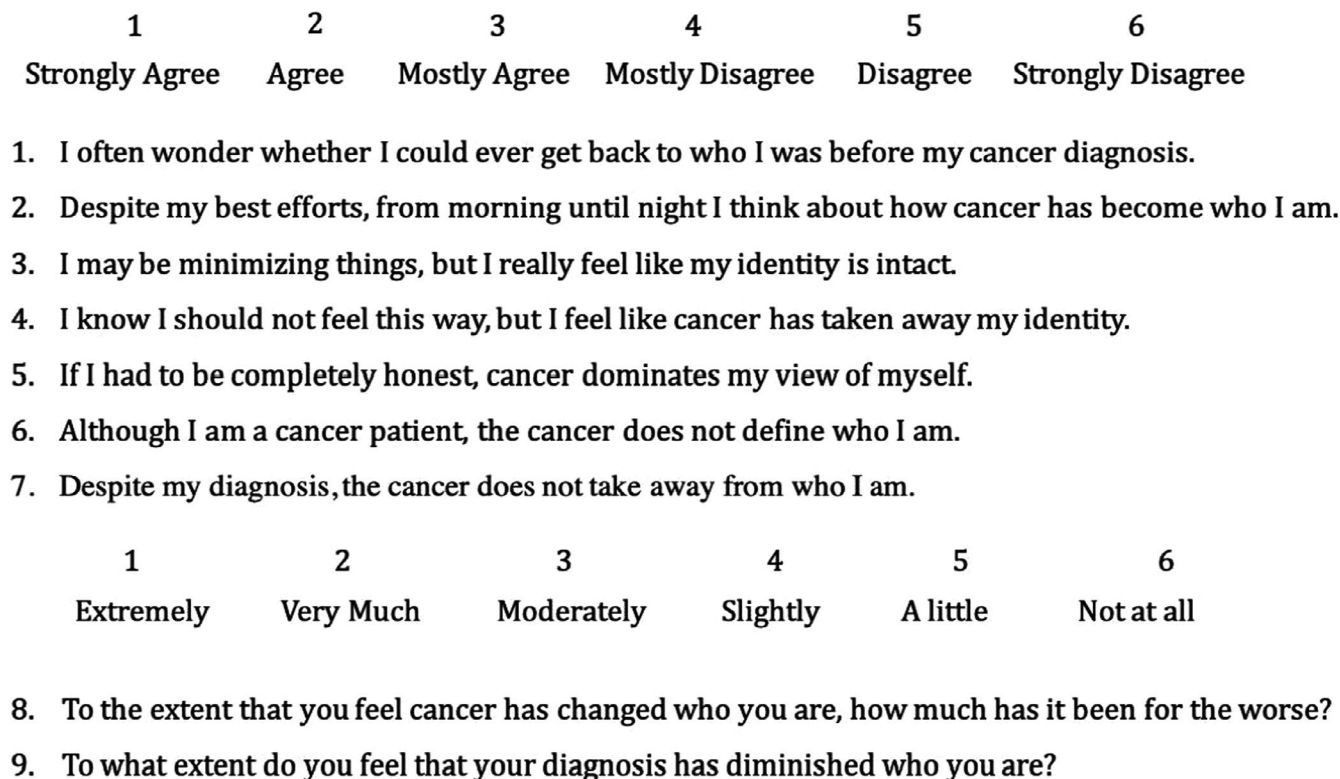 1 2 3 4 5 6
Strongly Agree Agree Mostly Agree Mostly Disagree Disagree Strongly Disagree
1. I often wonder whether I could ever get back to who I was before my cancer diagnosis.
2. Despite my best efforts, from morning until night I think about how cancer has become who I am.
3. I may be minimizing things, but I really feel like my identity is intact.
4. I know I should not feel this way, but I feel like cancer has taken away my identity.
5. If I had to be completely honest, cancer dominates my view of myself.
6. Although I am a cancer patient, the cancer does not define who I am.
7. Despite my diagnosis, the cancer does not take away from who I am.
1 2 3 4 5 6
Extremely Very Much Moderately Slightly A little Not at all
8. To the extent that you feel cancer has changed who you are, how much has it been for the worse?
9. To what extent do you feel that your diagnosis has diminished who you are?